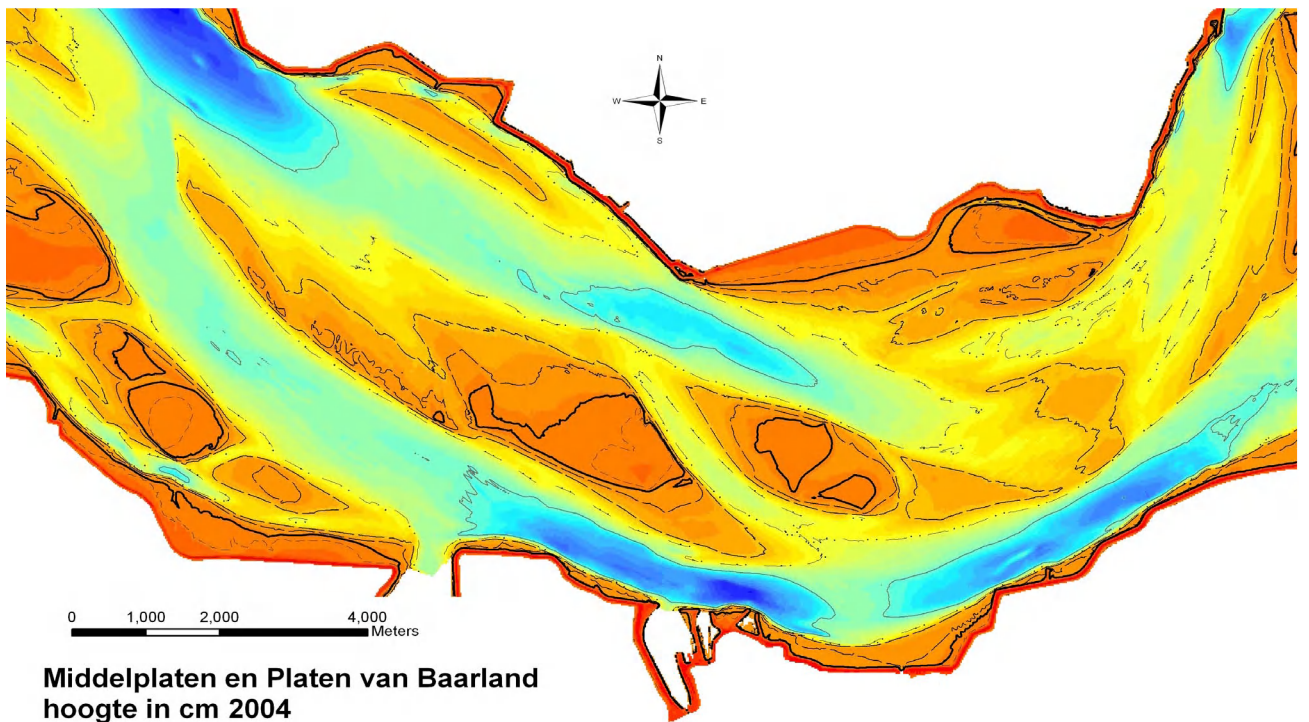 N
W E
S
0 1,000 2,000 4,000
Meters
Middelplaten en Platen van Baarland
hoogte in cm 2004